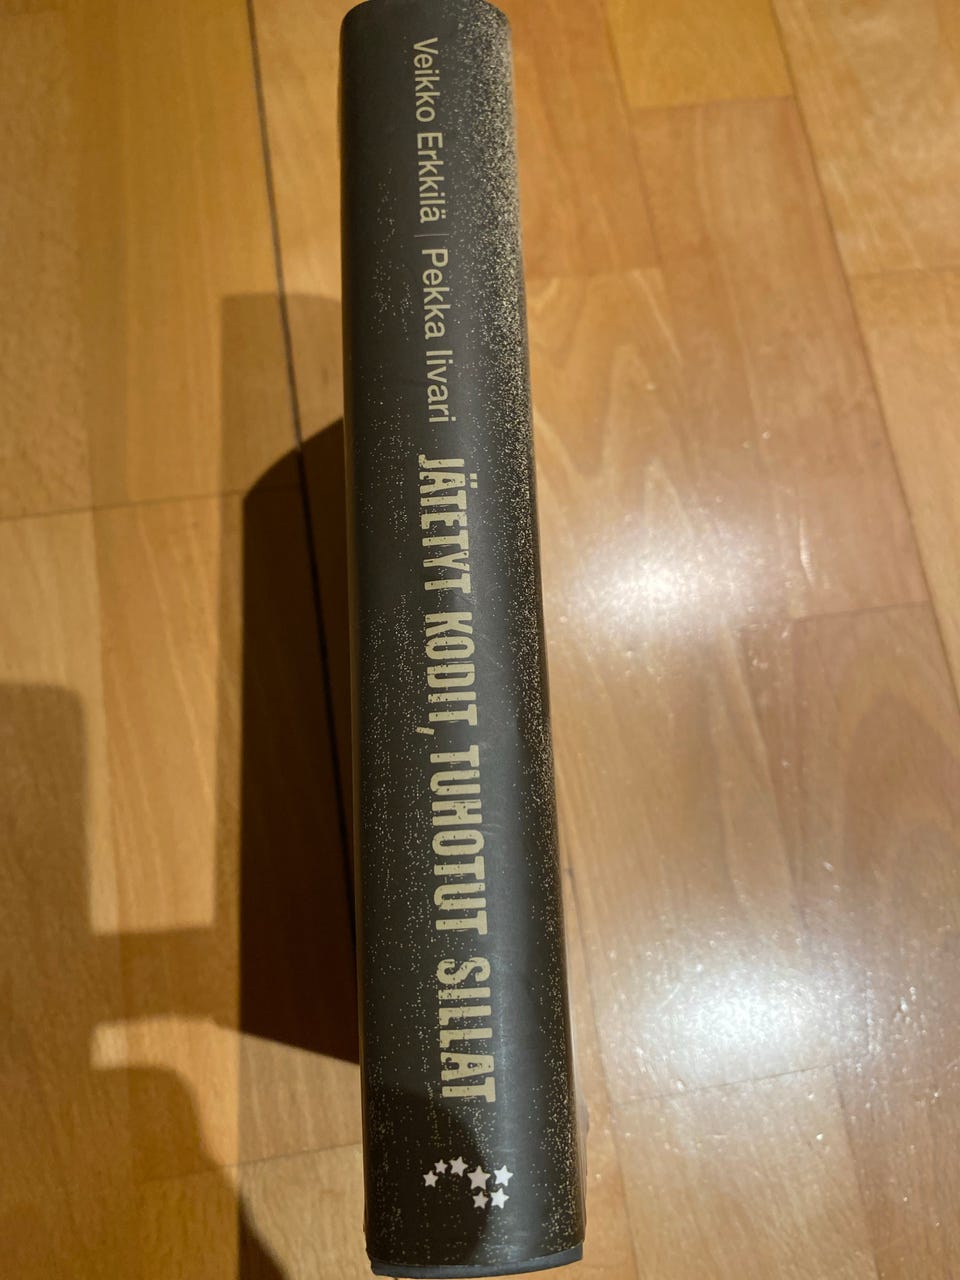 Veikko Erkkilä | Pekka Iivari JÄTETYT KODIT, TUHOTUT SILLAT